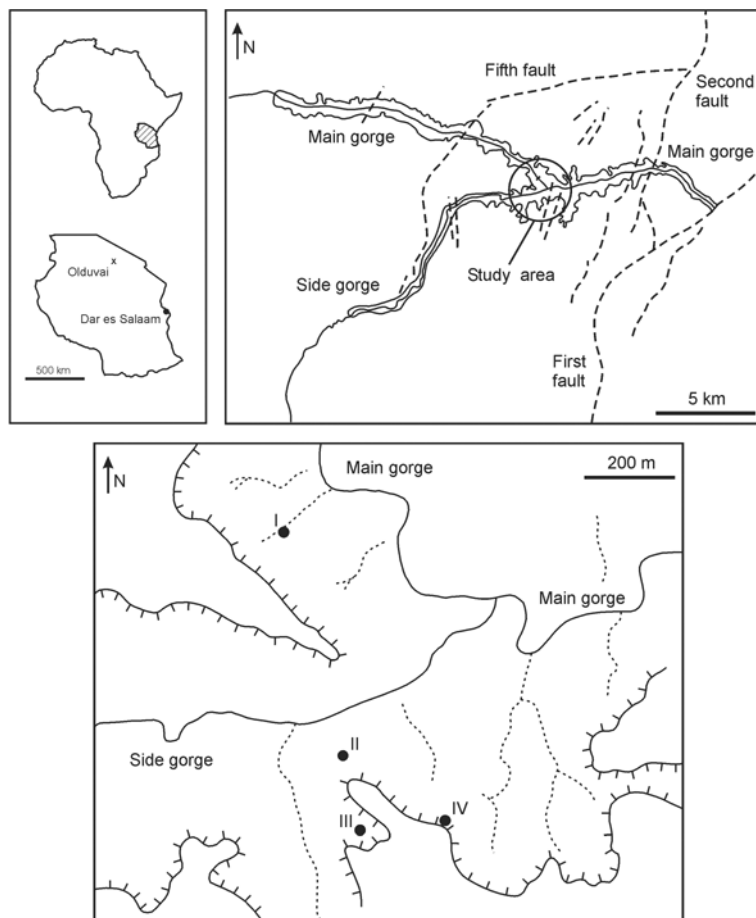 Olduvai x
Dar es Salaam
500 km
N
Fifth fault
Second
fault
Main gorge
Main gorge
Study area
Side gorge
First
fault
5 km
N
Main gorge
200 m
I
Main gorge
Side gorge
II
III
IV